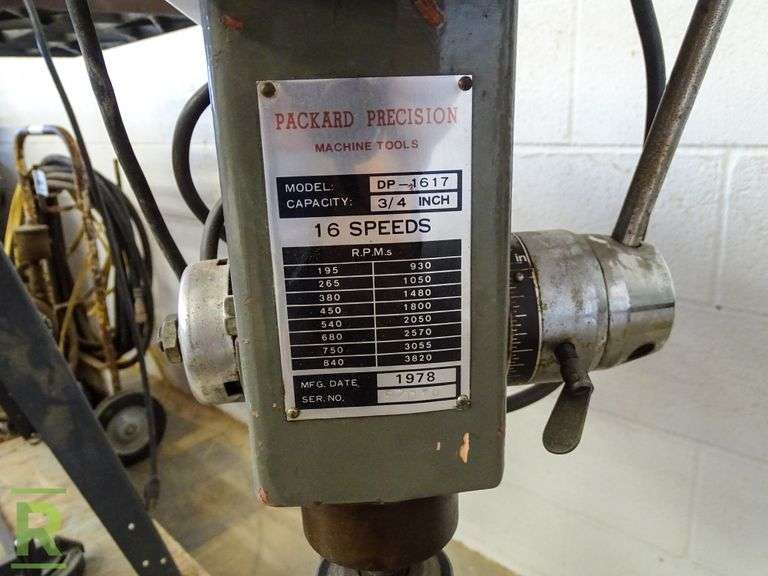 PACKARD PRECISION
MACHINE TOOLS
MODEL: DP-1617
CAPACITY: 3/4 INCH
16 SPEEDS
R.P.M.s
195 930
265 1050
380 1480
450 1800
540 2050
680 2570
750 3055
840 3820
MFG. DATE 1978
SER. NO.
in
R